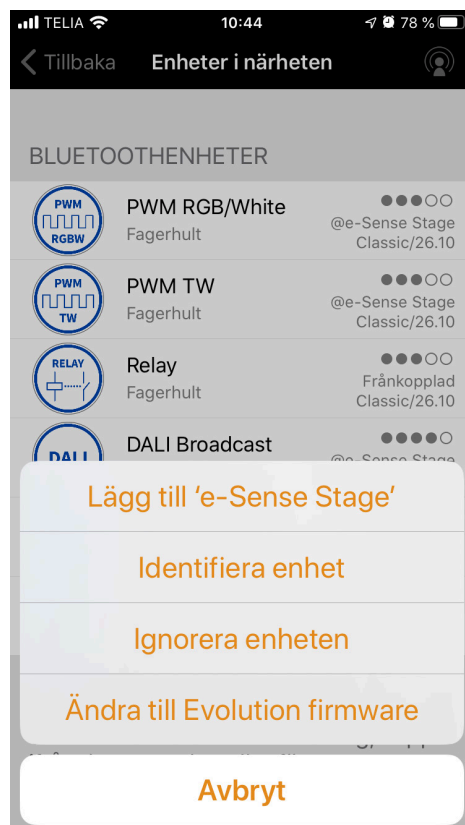 TELIA 10:44 78 %
Tillbaka Enheter i närheten
BLUETOOTHENHETER
PWM
RGBW
PWM RGB/White
Fagerhult
@e-Sense Stage
Classic/26.10
PWM
TW
PWM TW
Fagerhult
@e-Sense Stage
Classic/26.10
RELAY
Relay
Fagerhult
Frånkopplad
Classic/26.10
DALI
DALI Broadcast
@e-Sense Stage
Lägg till ‘e-Sense Stage’
Identifiera enhet
Ignorera enheten
Ändra till Evolution firmware
Avbryt